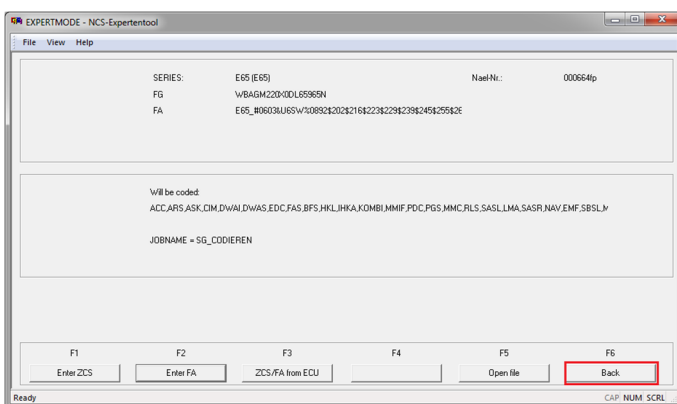 EXPERTMODE - NCS-Expertentool
File View Help
SERIES: E65 (E65) Nael-Nr.: 000664fp
FG WBAGM220X0DL65965N
FA E65_#0603&U6SW%0892$202$216$223$229$239$245$255$26
Will be coded:
ACC,ARS,ASK,CIM,DWAI,DWAS,EDC,FAS,BFS,HKL,IHKA,KOMBI,MMIF,PDC,PGS,MMC,RLS,SASL,LMA,SASR,NAV,EMF,SBSL,M
JOBNAME = SG_CODIEREN
F1 F2 F3 F4 F5 F6
Enter ZCS Enter FA ZCS/FA from ECU Open file Back
Ready CAP NUM SCRL